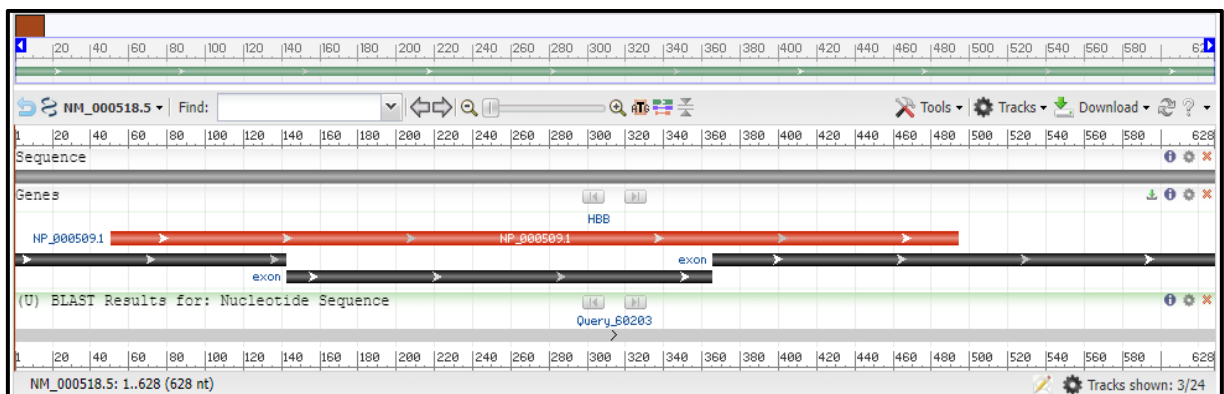 |20 |40 |60 |80 |100 |120 |140 |160 |180 |200 |220 |240 |260 |280 |300 |320 |340 |360 |380 |400 |420 |440 |460 |480 |500 |520 |540 |560 |580 |
NM_000518.5 Find: Tools Tracks Download ?
1 |20 |40 |60 |80 |100 |120 |140 |160 |180 |200 |220 |240 |260 |280 |300 |320 |340 |360 |380 |400 |420 |440 |460 |480 |500 |520 |540 |560 |580 | 628
Sequence
Genes
HBB
NP_000509.1 NP_000509.1
exon
exon
(U) BLAST Results for: Nucleotide Sequence
Query_60203
1 |20 |40 |60 |80 |100 |120 |140 |160 |180 |200 |220 |240 |260 |280 |300 |320 |340 |360 |380 |400 |420 |440 |460 |480 |500 |520 |540 |560 |580 | 628
NM_000518.5: 1..628 (628 nt) Tracks shown: 3/24